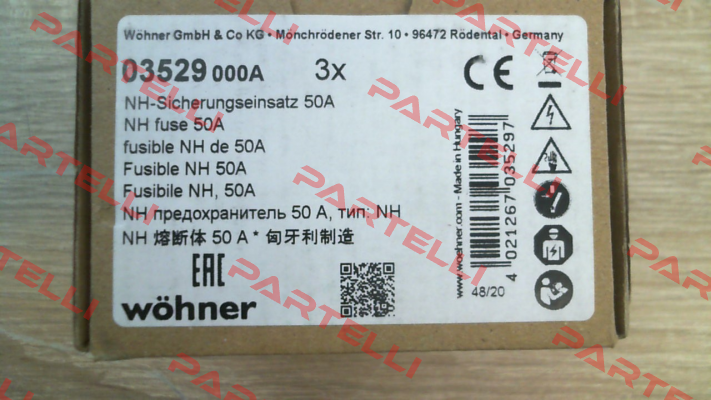 Wöhner GmbH & Co KG • Mönchrödener Str. 10 • 96472 Rödental • Germany
03529 000A 3x
NH-Sicherungseinsatz 50A
NH fuse 50A
fusible NH de 50A
Fusible NH 50A
Fusibile NH, 50A
NH предохранитель 50 A, тип: NH
NH 熔断体 50 A * 匈牙利制造
EAC
wöhner
CE
www.woehner.com - Made in Hungary
4 021267 035297
48/20
PARTELLI
PARTELLI
PARTELLI
PARTELLI
PARTELLI